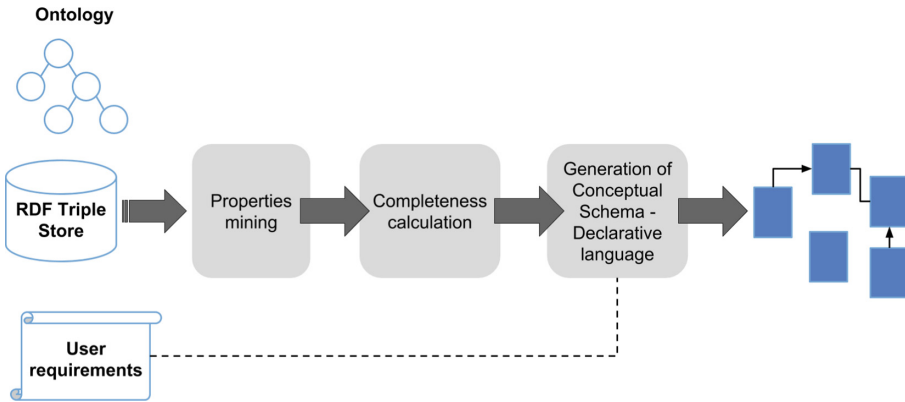 Ontology
RDF Triple
Store
Properties
mining
Completeness
calculation
Generation of
Conceptual
Schema -
Declarative
language
User
requirements